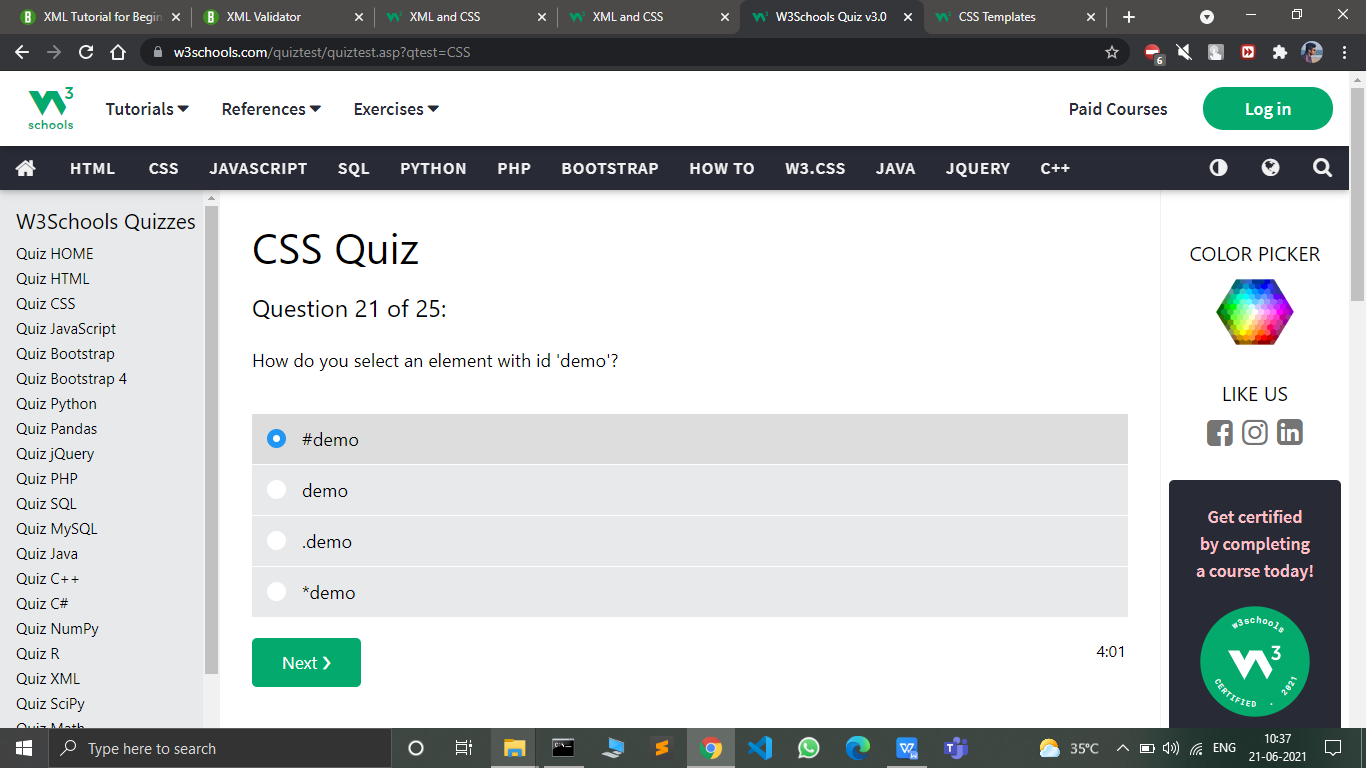 XML Tutorial for Begin
XML Validator
XML and CSS
XML and CSS
W3Schools Quiz v3.0
CSS Templates
w3schools.com/quiztest/quiztest.asp?qtest=CSS
6
3
schools
Tutorials
References
Exercises
Paid Courses
Log in
HTML
CSS
JAVASCRIPT
SQL
PYTHON
PHP
BOOTSTRAP
HOW TO
W3.CSS
JAVA
JQUERY
C++
W3Schools Quizzes
Quiz HOME
Quiz HTML
Quiz CSS
Quiz JavaScript
Quiz Bootstrap
Quiz Bootstrap 4
Quiz Python
Quiz Pandas
Quiz jQuery
Quiz PHP
Quiz SQL
Quiz MySQL
Quiz Java
Quiz C++
Quiz C#
Quiz NumPy
Quiz R
Quiz XML
Quiz SciPy
Quiz Math
CSS Quiz
Question 21 of 25:
How do you select an element with id 'demo'?
#demo
demo
.demo
*demo
Next ❯
4:01
COLOR PICKER
LIKE US
Get certified
by completing
a course today!
w3schools
3
CERTIFIED . 2021
Type here to search
35°C
ENG
10:37
21-06-2021